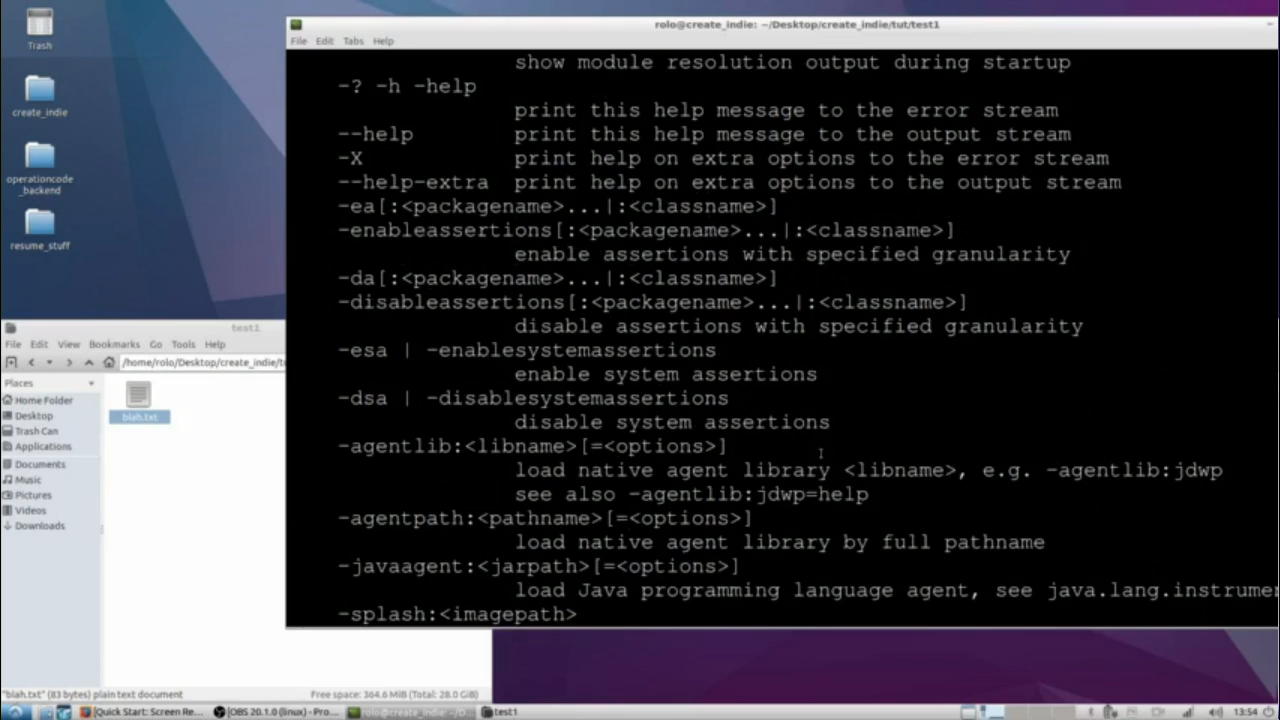 Trash
create_indie
operationcode
_backend
resume_stuff
rolo@create_indie: ~/Desktop/create_indie/tut/test1
File Edit Tabs Help
show module resolution output during startup
-? -h -help
print this help message to the error stream
--help print this help message to the output stream
-X print help on extra options to the error stream
--help-extra print help on extra options to the output stream
-ea[:<packagename>...|:<classname>]
-enableassertions[:<packagename>...|:<classname>]
enable assertions with specified granularity
-da[:<packagename>...|:<classname>]
-disableassertions[:<packagename>...|:<classname>]
disable assertions with specified granularity
-esa | -enablesystemassertions
enable system assertions
-dsa | -disablesystemassertions
disable system assertions
-agentlib:<libname>[=<options>]
load native agent library <libname>, e.g. -agentlib:jdwp
see also -agentlib:jdwp=help
-agentpath:<pathname>[=<options>]
load native agent library by full pathname
-javaagent:<jarpath>[=<options>]
load Java programming language agent, see java.lang.instrumen
-splash:<imagepath>
test1
File Edit View Bookmarks Go Tools Help
/home/rolo/Desktop/create_indie/tu
Places
Home Folder
Desktop
Trash Can
Applications
Documents
Music
Pictures
Videos
Downloads
blah.txt
"blah.txt" (83 bytes) plain text document
Free space: 364.6 MiB (Total: 28.0 GiB)
[Quick Start: Screen Re...
[OBS 20.1.0 (linux) - Pro...
rolo@create_indie: ~/D...
test1
13:54